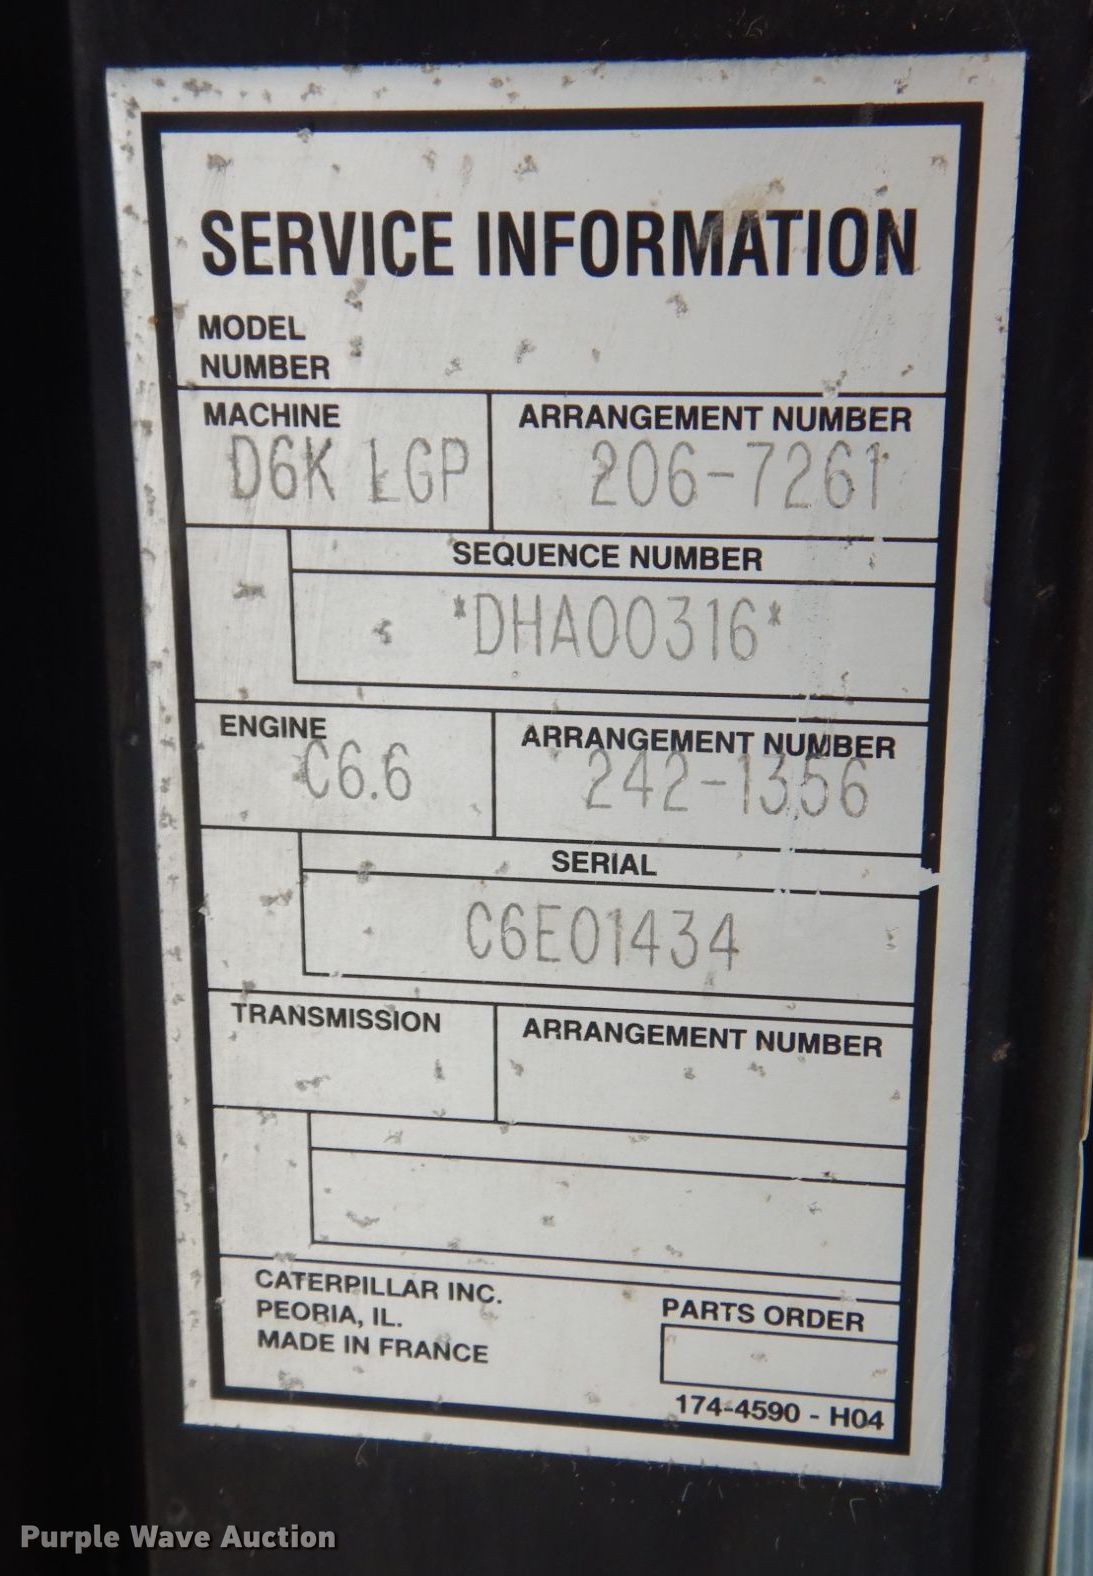 SERVICE INFORMATION
MODEL
NUMBER
MACHINE
D6K LGP
ARRANGEMENT NUMBER
206-7261
SEQUENCE NUMBER
*DHA00316*
ENGINE
C6.6
ARRANGEMENT NUMBER
242-1356
SERIAL
C6E01434
TRANSMISSION
ARRANGEMENT NUMBER
CATERPILLAR INC.
PEORIA, IL.
MADE IN FRANCE
PARTS ORDER
174-4590 - H04
Purple Wave Auction